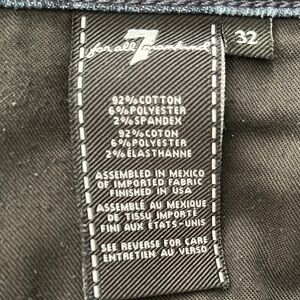 7
for all mankind
32
92%COTTON
6%POLYESTER
2%SPANDEX
92%COTON
6%POLYESTER
2%ELASTHANNE
ASSEMBLED IN MEXICO
OF IMPORTED FABRIC
FINISHED IN USA
ASSEMBLÉ AU MEXIQUE
DE TISSU IMPORTÉ
FINI AUX ÉTATS-UNIS
SEE REVERSE FOR CARE
ENTRETIEN AU VERSO